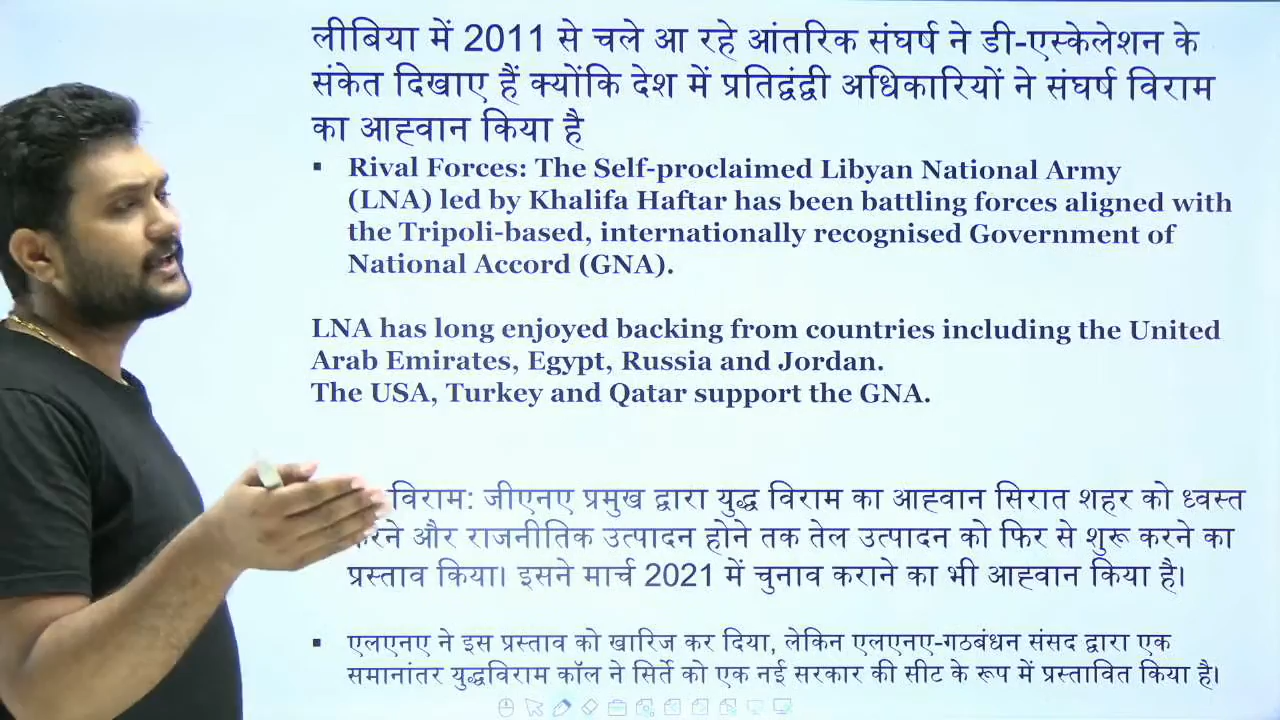 लीबिया में 2011 से चले आ रहे आंतरिक संघर्ष ने डी-एस्केलेशन के
संकेत दिखाए हैं क्योंकि देश में प्रतिद्वंद्वी अधिकारियों ने संघर्ष विराम
का आह्वान किया है
▪ Rival Forces: The Self-proclaimed Libyan National Army
(LNA) led by Khalifa Haftar has been battling forces aligned with
the Tripoli-based, internationally recognised Government of
National Accord (GNA).
LNA has long enjoyed backing from countries including the United
Arab Emirates, Egypt, Russia and Jordan.
The USA, Turkey and Qatar support the GNA.
विराम: जीएनए प्रमुख द्वारा युद्ध विराम का आह्वान सिरात शहर को ध्वस्त
करने और राजनीतिक उत्पादन होने तक तेल उत्पादन को फिर से शुरू करने का
प्रस्ताव किया। इसने मार्च 2021 में चुनाव कराने का भी आह्वान किया है।
▪ एलएनए ने इस प्रस्ताव को खारिज कर दिया, लेकिन एलएनए-गठबंधन संसद द्वारा एक
समानांतर युद्धविराम कॉल ने सिर्ते को एक नई सरकार की सीट के रूप में प्रस्तावित किया है।